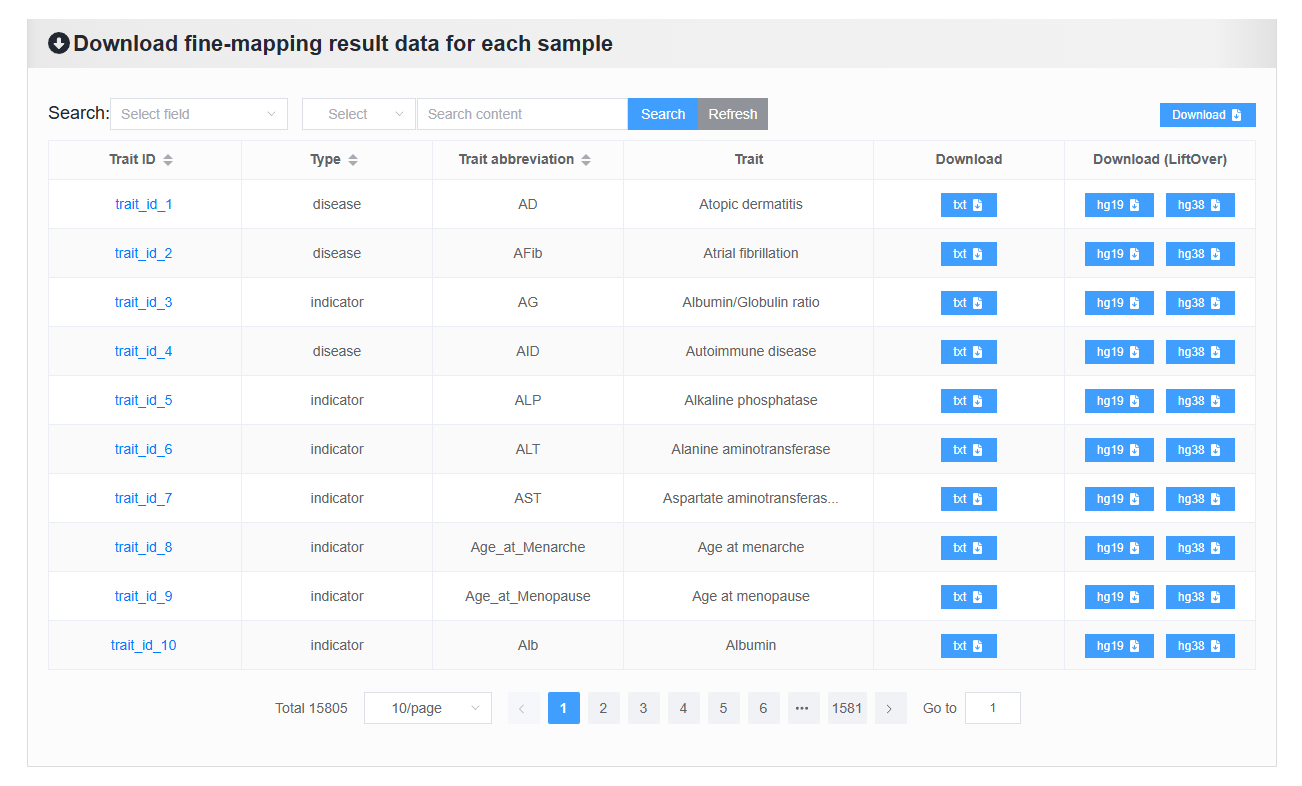 Download fine-mapping result data for each sample
Search: Select field Select Search content Search Refresh Download
Trait ID Type Trait abbreviation Trait Download Download (LiftOver)
trait_id_1 disease AD Atopic dermatitis txt hg19 hg38
trait_id_2 disease AFib Atrial fibrillation txt hg19 hg38
trait_id_3 indicator AG Albumin/Globulin ratio txt hg19 hg38
trait_id_4 disease AID Autoimmune disease txt hg19 hg38
trait_id_5 indicator ALP Alkaline phosphatase txt hg19 hg38
trait_id_6 indicator ALT Alanine aminotransferase txt hg19 hg38
trait_id_7 indicator AST Aspartate aminotransferas... txt hg19 hg38
trait_id_8 indicator Age_at_Menarche Age at menarche txt hg19 hg38
trait_id_9 indicator Age_at_Menopause Age at menopause txt hg19 hg38
trait_id_10 indicator Alb Albumin txt hg19 hg38
Total 15805 10/page 1 2 3 4 5 6 ••• 1581 Go to 1